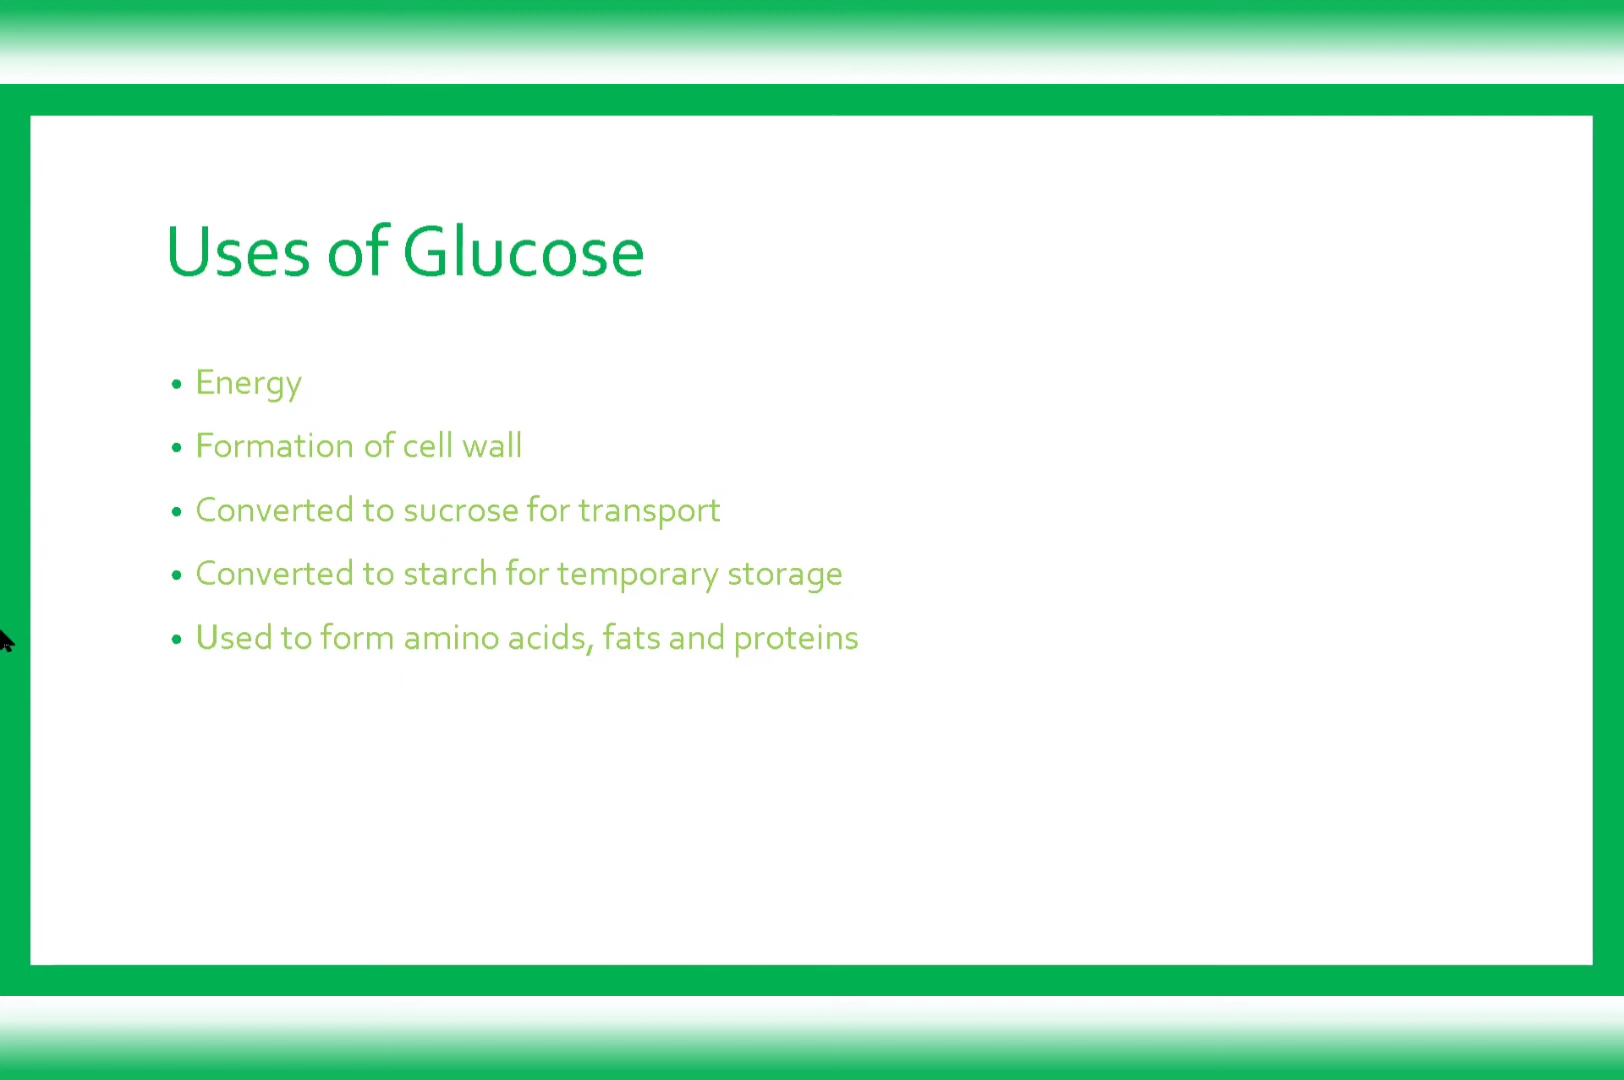 Uses of Glucose
• Energy
• Formation of cell wall
• Converted to sucrose for transport
• Converted to starch for temporary storage
• Used to form amino acids, fats and proteins